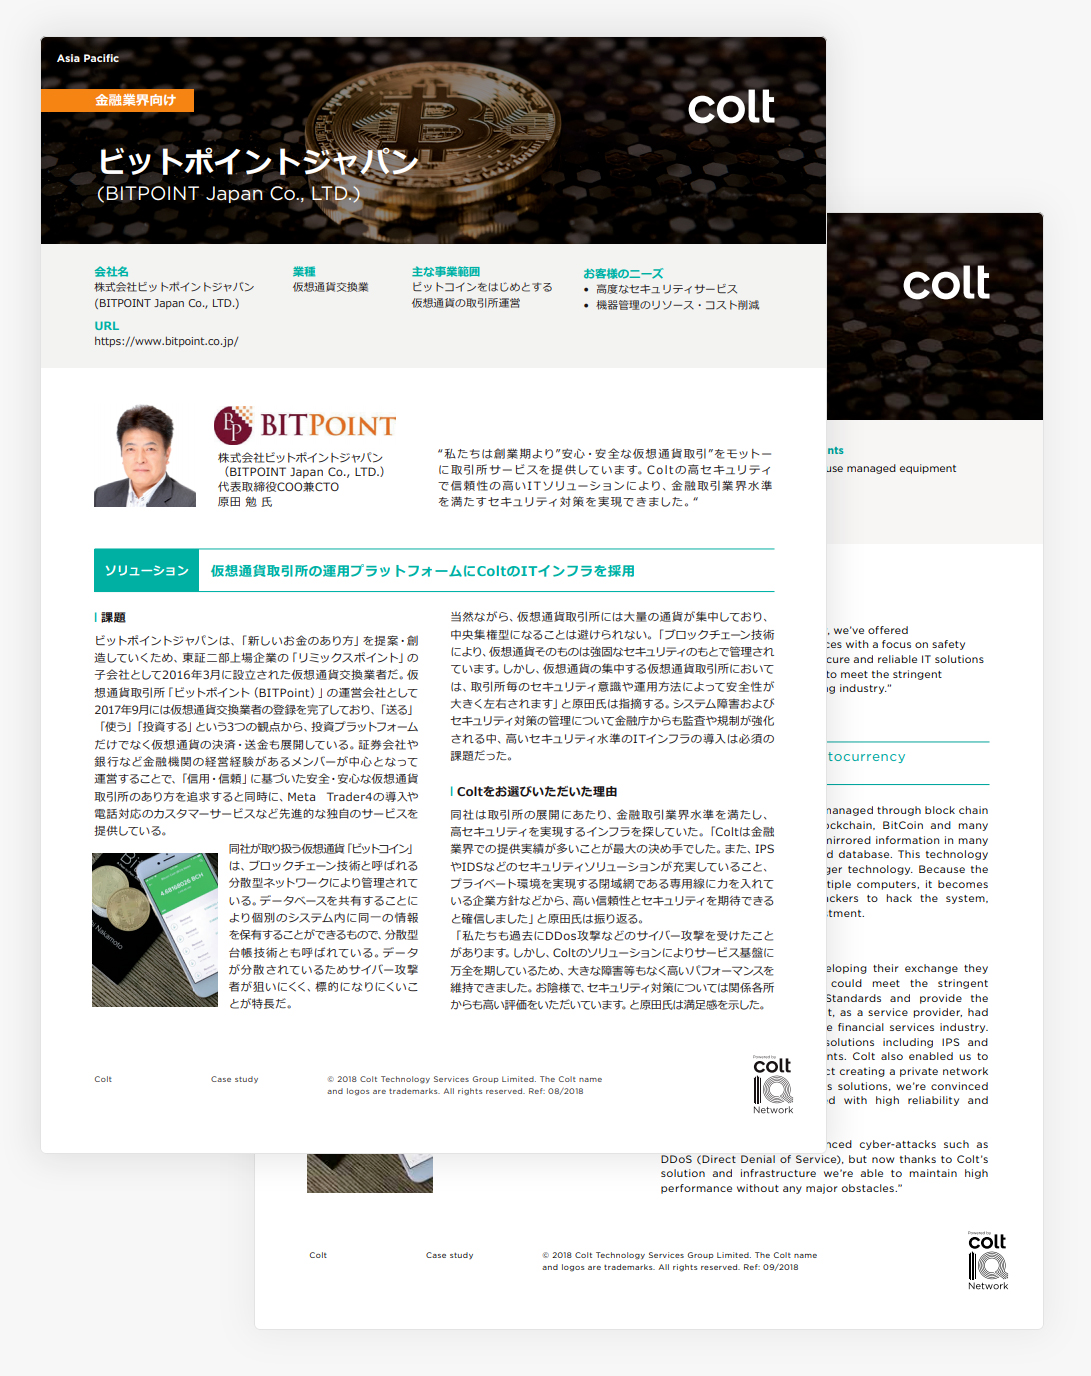 Asia Pacific
金融業界向け
colt
ビットポイントジャパン
(BITPOINT Japan Co., LTD.)
会社名
株式会社ビットポイントジャパン
(BITPOINT Japan Co., LTD.)
URL
https://www.bitpoint.co.jp/
業種
仮想通貨交換業
主な事業範囲
ビットコインをはじめとする
仮想通貨の取引所運営
お客様のニーズ
• 高度なセキュリティサービス
• 機器管理のリソース・コスト削減
BP BITPOINT
株式会社ビットポイントジャパン
（BITPOINT Japan Co., LTD.）
代表取締役COO兼CTO
原田 勉 氏
“私たちは創業期より”安心・安全な仮想通貨取引”をモットー
に取引所サービスを提供しています。Coltの高セキュリティ
で信頼性の高いITソリューションにより、金融取引業界水準
を満たすセキュリティ対策を実現できました。“
ソリューション
仮想通貨取引所の運用プラットフォームにColtのITインフラを採用
課題
ビットポイントジャパンは、「新しいお金のあり方」を提案・創
造していくため、東証二部上場企業の「リミックスポイント」の
子会社として2016年3月に設立された仮想通貨交換業者だ。仮
想通貨取引所「ビットポイント（BITPoint）」の運営会社として
2017年9月には仮想通貨交換業者の登録を完了しており、「送る」
「使う」「投資する」という3つの観点から、投資プラットフォーム
だけでなく仮想通貨の決済・送金も展開している。証券会社や
銀行など金融機関の経営経験があるメンバーが中心となって
運営することで、「信用・信頼」に基づいた安全・安心な仮想通貨
取引所のあり方を追求すると同時に、Meta　Trader4の導入や
電話対応のカスタマーサービスなど先進的な独自のサービスを
提供している。
同社が取り扱う仮想通貨「ビットコイン」
は、ブロックチェーン技術と呼ばれる
分散型ネットワークにより管理されて
いる。データベースを共有することに
より個別のシステム内に同一の情報
を保有することができるもので、分散型
台帳技術とも呼ばれている。データ
が分散されているためサイバー攻撃
者が狙いにくく、標的になりにくいこ
とが特長だ。
4.68168026 BCH
Nakamoto
当然ながら、仮想通貨取引所には大量の通貨が集中しており、
中央集権型になることは避けられない。「ブロックチェーン技術
により、仮想通貨そのものは強固なセキュリティのもとで管理され
ています。しかし、仮想通貨の集中する仮想通貨取引所において
は、取引所毎のセキュリティ意識や運用方法によって安全性が
大きく左右されます」と原田氏は指摘する。システム障害および
セキュリティ対策の管理について金融庁からも監査や規制が強化
される中、高いセキュリティ水準のITインフラの導入は必須の
課題だった。
Coltをお選びいただいた理由
同社は取引所の展開にあたり、金融取引業界水準を満たし、
高セキュリティを実現するインフラを探していた。「Coltは金融
業界での提供実績が多いことが最大の決め手でした。また、IPS
やIDSなどのセキュリティソリューションが充実していること、
プライベート環境を実現する閉域網である専用線に力を入れて
いる企業方針などから、高い信頼性とセキュリティを期待できる
と確信しました」と原田氏は振り返る。
「私たちも過去にDDos攻撃などのサイバー攻撃を受けたこと
があります。しかし、Coltのソリューションによりサービス基盤に
万全を期しているため、大きな障害等もなく高いパフォーマンスを
維持できました。お陰様で、セキュリティ対策については関係各所
からも高い評価をいただいています。と原田氏は満足感を示した。
Colt
Case study
© 2018 Colt Technology Services Group Limited. The Colt name
and logos are trademarks. All rights reserved. Ref: 08/2018
Powered by
colt
IQ
Network
colt
nts
use managed equipment
, we’ve offered
ces with a focus on safety
cure and reliable IT solutions
to meet the stringent
ng industry.”
tocurrency
managed through block chain
ockchain, BitCoin and many
mirrored information in many
d database. This technology
ger technology. Because the
tiple computers, it becomes
ackers to hack the system,
stment.
eloping their exchange they
could meet the stringent
Standards and provide the
t, as a service provider, had
e financial services industry.
solutions including IPS and
nts. Colt also enabled us to
ct creating a private network
s solutions, we’re convinced
d with high reliability and
nced cyber-attacks such as
DDoS (Direct Denial of Service), but now thanks to Colt’s
solution and infrastructure we’re able to maintain high
performance without any major obstacles.”
Colt
Case study
© 2018 Colt Technology Services Group Limited. The Colt name
and logos are trademarks. All rights reserved. Ref: 09/2018
Powered by
colt
IQ
Network